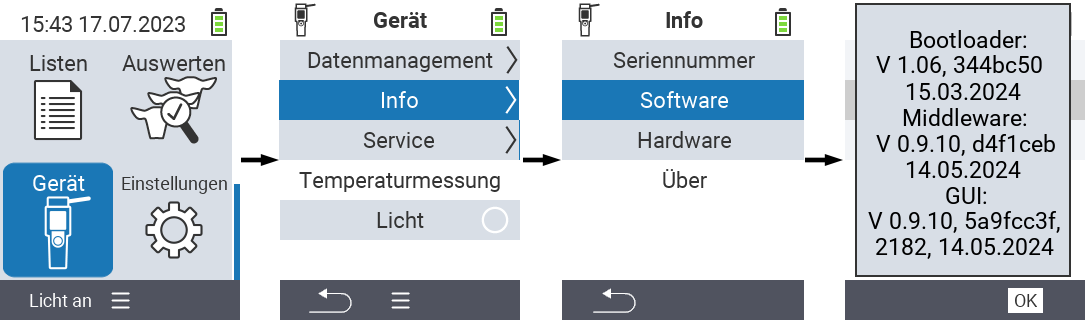 15:43 17.07.2023
Listen
Auswerten
Gerät
Einstellungen
Licht an
Gerät
Datenmanagement
Info
Service
Temperaturmessung
Licht
Info
Seriennummer
Software
Hardware
Über
Bootloader:
V 1.06, 344bc50
15.03.2024
Middleware:
V 0.9.10, d4f1ceb
14.05.2024
GUI:
V 0.9.10, 5a9fcc3f,
2182, 14.05.2024
OK